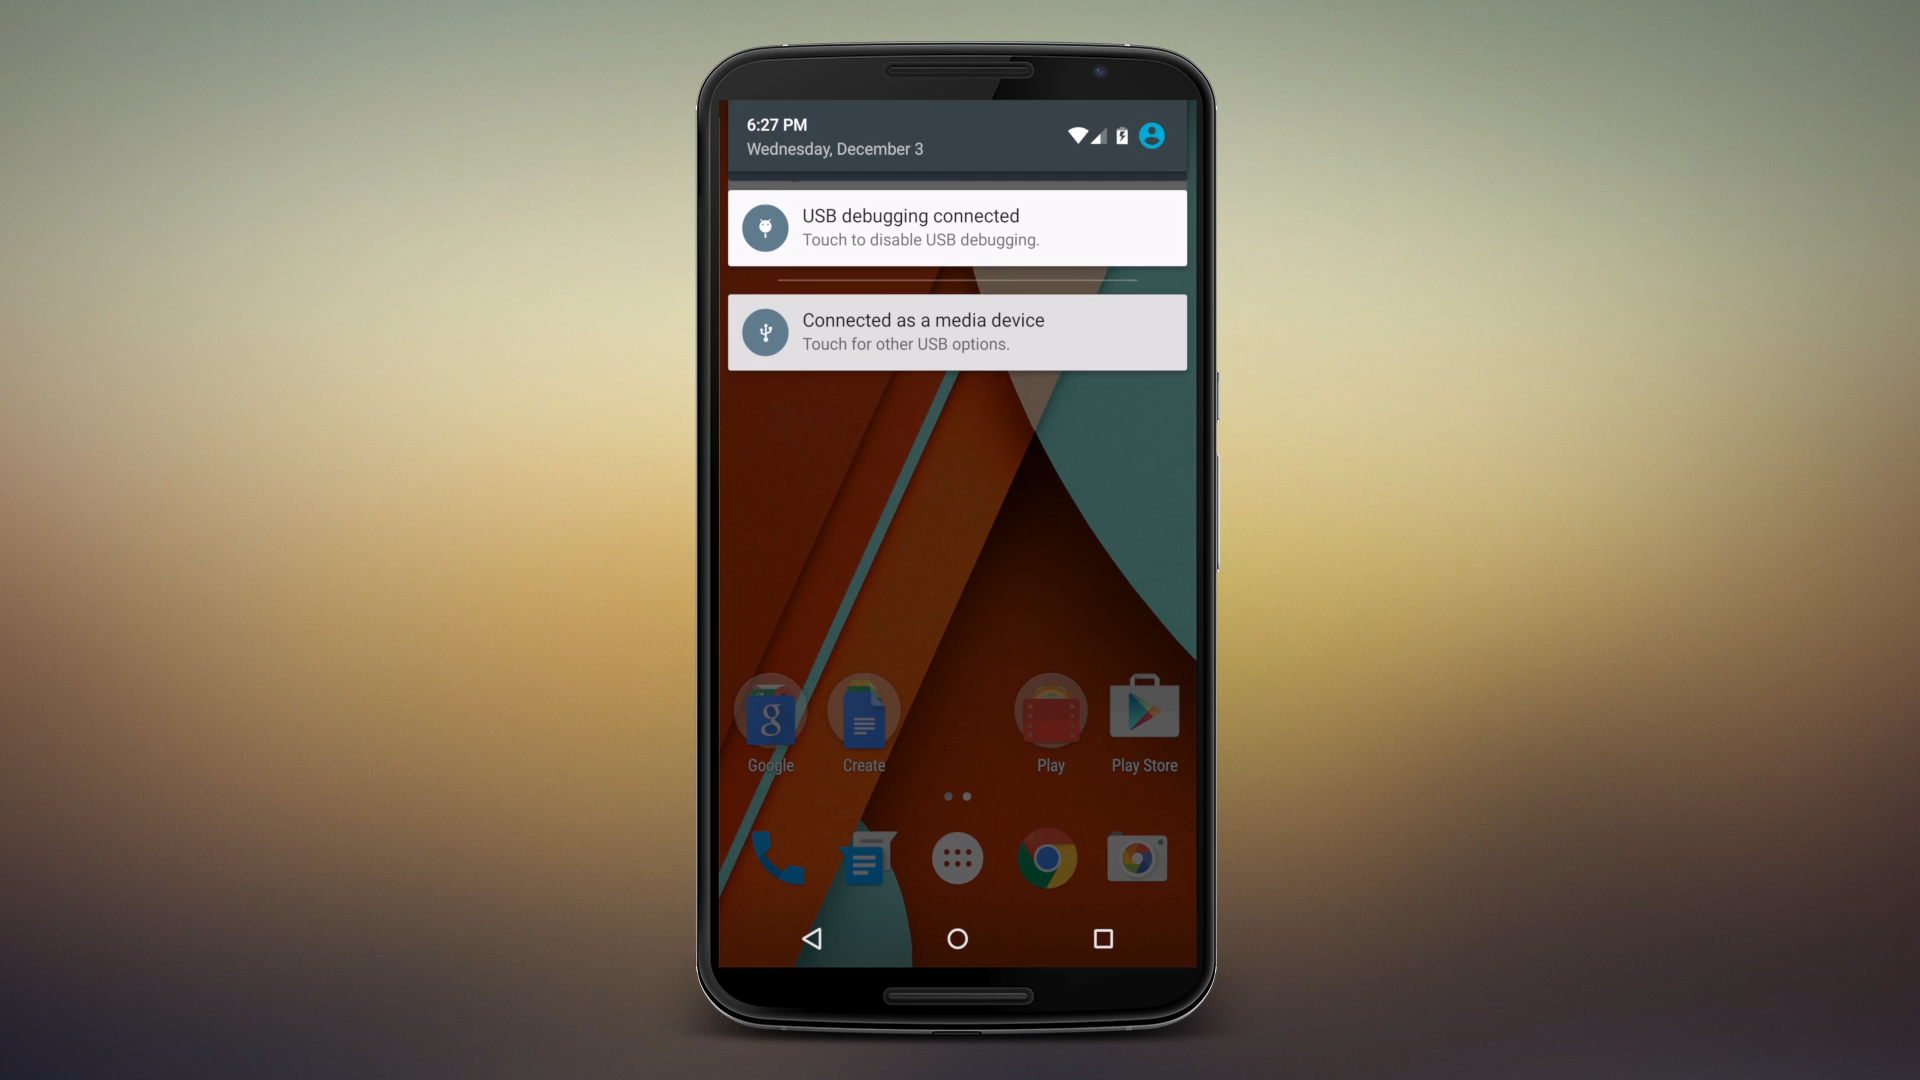 6:27 PM
Wednesday, December 3
USB debugging connected
Touch to disable USB debugging.
Connected as a media device
Touch for other USB options.
g
Google
Create
Play
Play Store